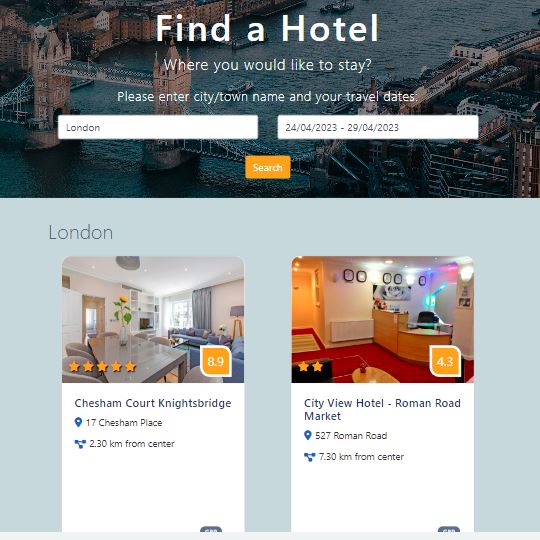 Find a Hotel
Where you would like to stay?
Please enter city/town name and your travel dates:
London
24/04/2023 - 29/04/2023
Search
London
8.9
4.3
Chesham Court Knightsbridge
17 Chesham Place
2.30 km from center
City View Hotel - Roman Road
Market
527 Roman Road
7.30 km from center